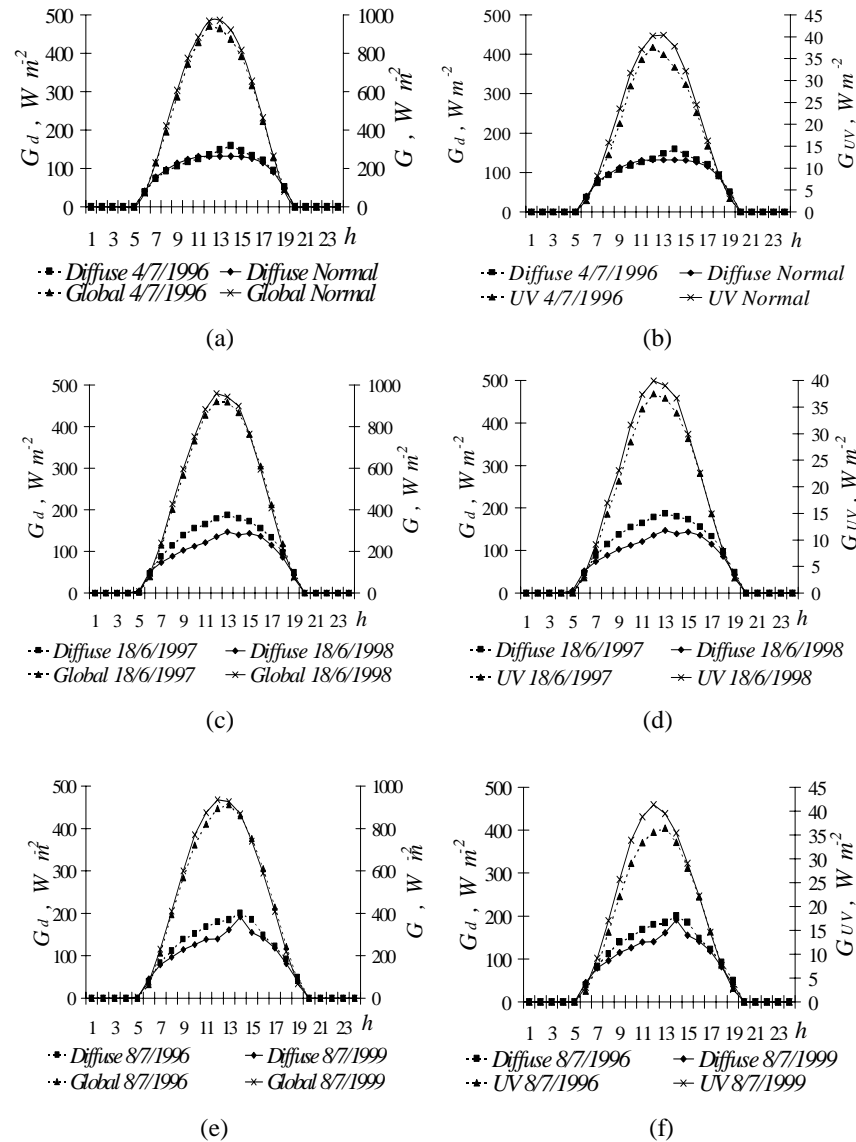 G d , W m-2
500
400
300
200
100
0
1000
800
600
400
200
0
G , W m-2
1 3 5 7 9 11 13 15 17 19 21 23 h
Diffuse 4/7/1996 Diffuse Normal
Global 4/7/1996 Global Normal
(a)
G d , W m-2
500
400
300
200
100
0
45
40
35
30
25
20
15
10
5
0
G UV , W m-2
1 3 5 7 9 11 13 15 17 19 21 23 h
Diffuse 4/7/1996 Diffuse Normal
UV 4/7/1996 UV Normal
(b)
G d , W m-2
500
400
300
200
100
0
1000
800
600
400
200
0
G , W m-2
1 3 5 7 9 11 13 15 17 19 21 23 h
Diffuse 18/6/1997 Diffuse 18/6/1998
Global 18/6/1997 Global 18/6/1998
(c)
G d , W m-2
500
400
300
200
100
0
40
35
30
25
20
15
10
5
0
G UV , W m-2
1 3 5 7 9 11 13 15 17 19 21 23 h
Diffuse 18/6/1997 Diffuse 18/6/1998
UV 18/6/1997 UV 18/6/1998
(d)
G d , W m-2
500
400
300
200
100
0
1000
800
600
400
200
0
G , W m-2
1 3 5 7 9 11 13 15 17 19 21 23 h
Diffuse 8/7/1996 Diffuse 8/7/1999
Global 8/7/1996 Global 8/7/1999
(e)
G d , W m-2
500
400
300
200
100
0
45
40
35
30
25
20
15
10
5
0
G UV , W m-2
1 3 5 7 9 11 13 15 17 19 21 23 h
Diffuse 8/7/1996 Diffuse 8/7/1999
UV 8/7/1996 UV 8/7/1999
(f)